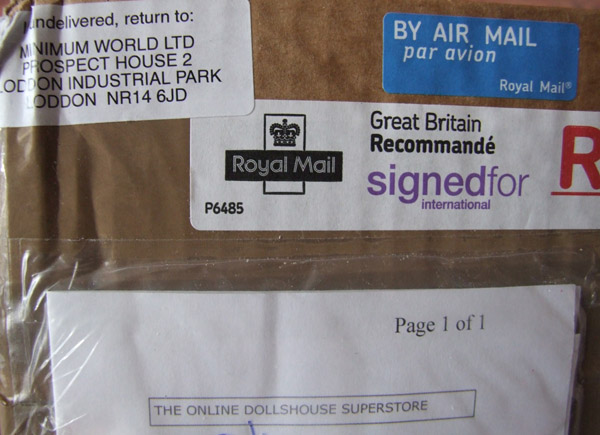 undelivered, return to:
MINIMUM WORLD LTD
PROSPECT HOUSE 2
LODDON INDUSTRIAL PARK
LODDON NR14 6JD
BY AIR MAIL
par avion
Royal Mail®
Great Britain
Recommandé
Royal Mail
signedfor
international
R
P6485
Page 1 of 1
THE ONLINE DOLLSHOUSE SUPERSTORE